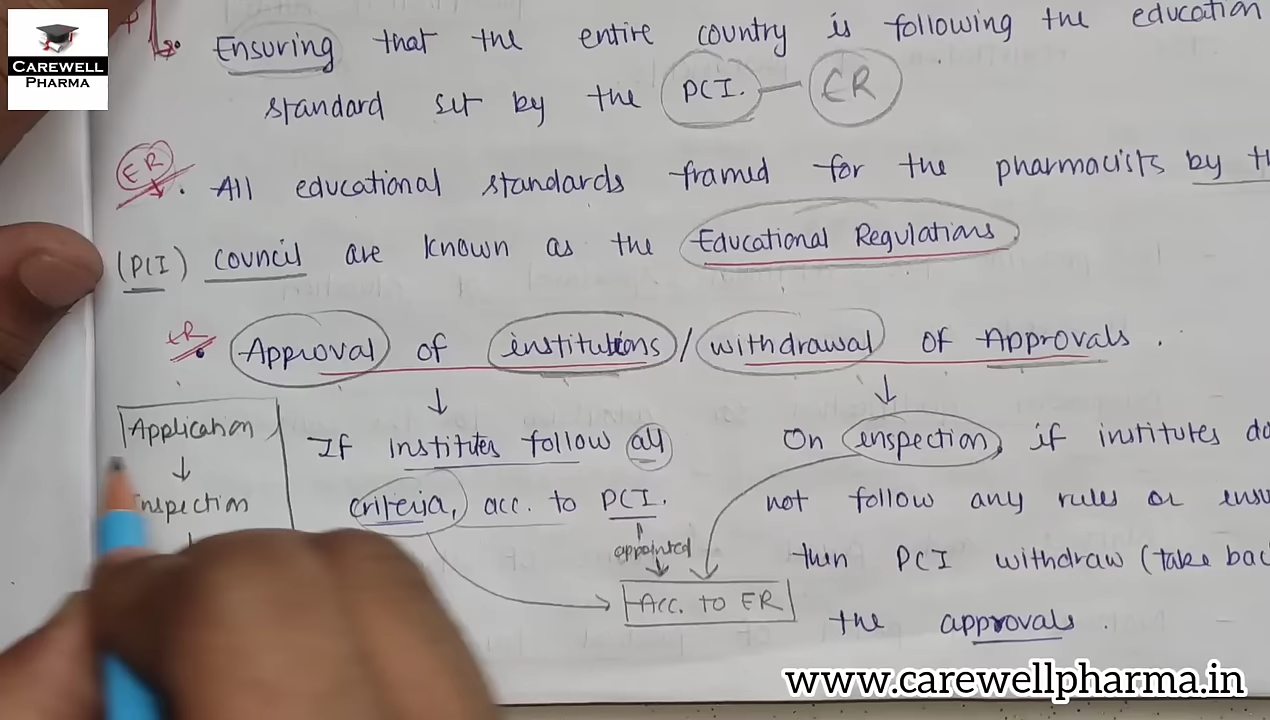 CAREWELL
PHARMA
Ensuring that the entire country is following the education
standard set by the PCI. — ER
ER
All educational standards framed for the pharmacists by th
(PCI) council are known as the Educational Regulations
ER
Approval of institutions / withdrawal of Approvals .
Application
↓
Inspection
If institutes follow all
criteria, acc. to PCI.
appointed
Acc. to ER
On inspection, if institutes do
not follow any rules or ensu
then PCI withdraw (take bac
the approvals .
www.carewellpharma.in